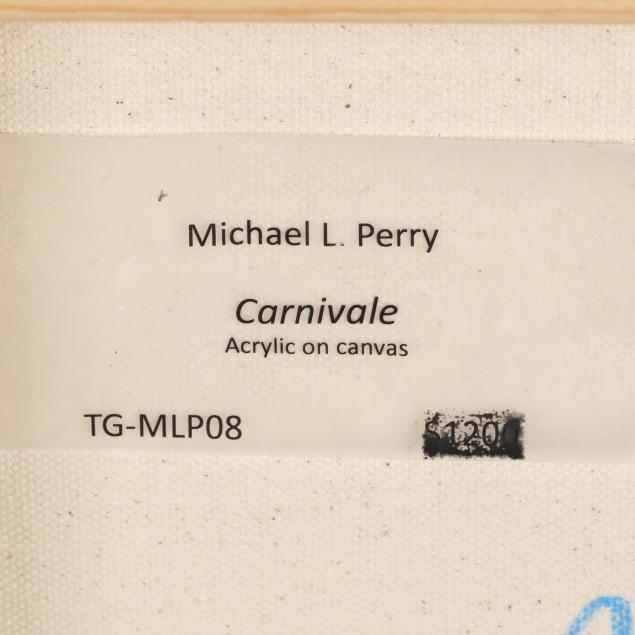 Michael L. Perry
Carnivale
Acrylic on canvas
TG-MLP08